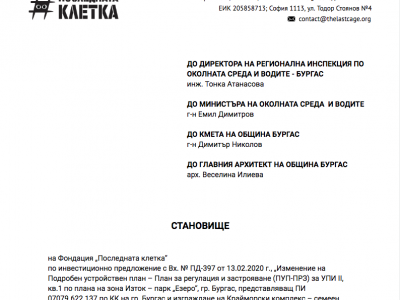 ПОСЛЕДНАТА
КЛЕТКА
ЕИК 205858713; София 1113, ул. Тодор Стоянов №4
contact@thelastcage.org
ДО ДИРЕКТОРА НА РЕГИОНАЛНА ИНСПЕКЦИЯ ПО
ОКОЛНАТА СРЕДА И ВОДИТЕ - БУРГАС
инж. Тонка Атанасова
ДО МИНИСТЪРА НА ОКОЛНАТА СРЕДА И ВОДИТЕ
г-н Емил Димитров
ДО КМЕТА НА ОБЩИНА БУРГАС
г-н Димитър Николов
ДО ГЛАВНИЯ АРХИТЕКТ НА ОБЩИНА БУРГАС
арх. Веселина Илиева
СТАНОВИЩЕ
на Фондация „Последната клетка“
по инвестиционно предложение с Вх. № ПД-397 от 13.02.2020 г., „Изменение на
Подробен устройствен план – План за регулация и застрояване (ПУП-ПРЗ) за УПИ II,
кв.1 по плана на зона Изток – парк „Езеро“, гр. Бургас, представляващ ПИ
07079.622.137 по КК на гр. Бургас и изграждане на Крайморски комплекс – семеен